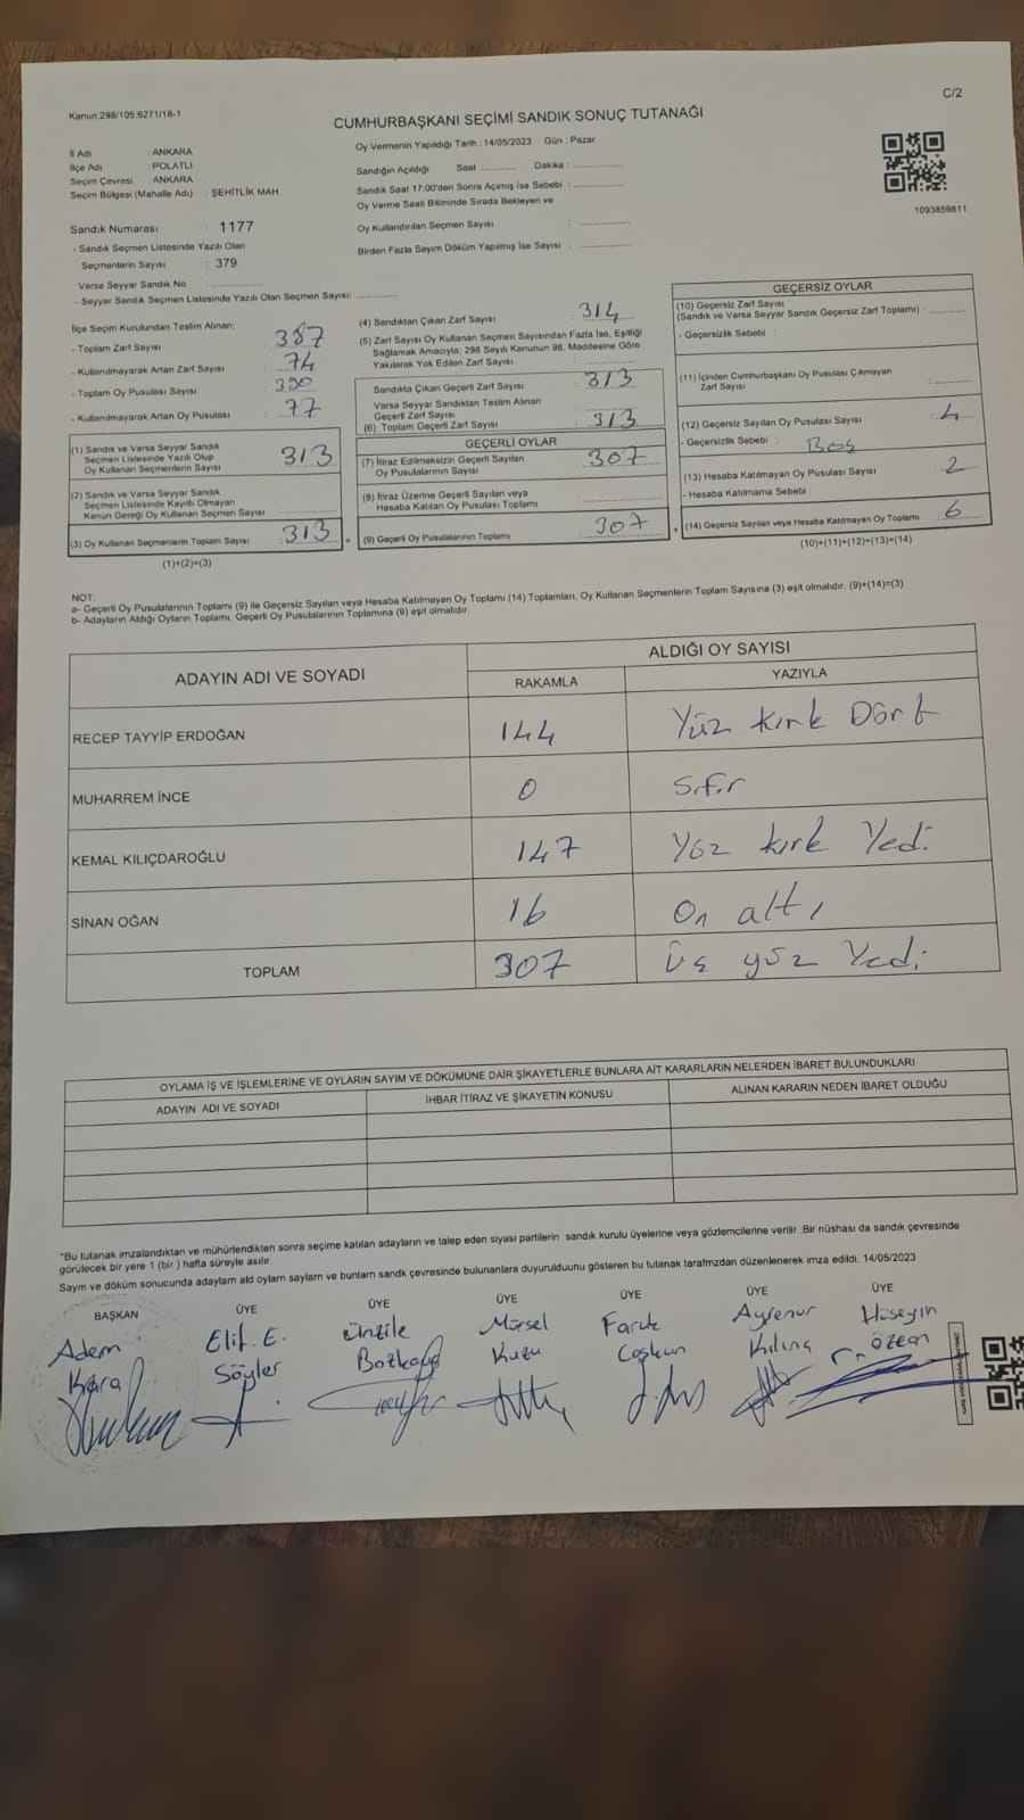 Kanun:298/105:6271/18-1
C/2
CUMHURBAŞKANI SEÇİMİ SANDIK SONUÇ TUTANAĞI
İl Adı : ANKARA
İlçe Adı : POLATLI
Seçim Çevresi : ANKARA
Seçim Bölgesi (Mahalle Adı) : ŞEHİTLİK MAH
Sandık Numarası : 1177
- Sandık Seçmen Listesinde Yazılı Olan
Seçmenlerin Sayısı : 379
Varsa Seyyar Sandık No
- Seyyar Sandık Seçmen Listesinde Yazılı Olan Seçmen Sayısı:
Oy Vermenin Yapıldığı Tarih : 14/05/2023 Gün : Pazar
Sandığın Açıldığı Saat Dakika :
Sandık Saat 17.00'den Sonra Açılmış İse Sebebi :
Oy Verme Saati Bitiminde Sırada Bekleyen ve
Oy Kullandırılan Seçmen Sayısı :
Birden Fazla Sayım Döküm Yapılmış İse Sayısı :
1093859811
İlçe Seçim Kurulundan Teslim Alınan;
- Toplam Zarf Sayısı 387
- Kullanılmayarak Artan Zarf Sayısı 74
- Toplam Oy Pusulası Sayısı
- Kullanılmayarak Artan Oy Pusulası 77
(1) Sandık ve Varsa Seyyar Sandık
Seçmen Listesinde Yazılı Olup
Oy Kullanan Seçmenlerin Sayısı 313
(2) Sandık ve Varsa Seyyar Sandık
Seçmen Listesinde Kayıtlı Olmayan
Kanun Gereği Oy Kullanan Seçmen Sayısı
(3) Oy Kullanan Seçmenlerin Toplam Sayısı 313
(1)+(2)=(3)
(4) Sandıktan Çıkan Zarf Sayısı 314
(5) Zarf Sayısı Oy Kullanan Seçmen Sayısından Fazla İse, Eşitliği
Sağlamak Amacıyla; 298 Sayılı Kanunun 98. Maddesine Göre
Yakılarak Yok Edilen Zarf Sayısı
Sandıkta Çıkan Geçerli Zarf Sayısı 313
Varsa Seyyar Sandıktan Teslim Alınan
Geçerli Zarf Sayısı
(6) Toplam Geçerli Zarf Sayısı 313
GEÇERLİ OYLAR
(7) İtiraz Edilmeksizin Geçerli Sayılan
Oy Pusulalarının Sayısı 307
(8) İtiraz Üzerine Geçerli Sayılan veya
Hesaba Katılan Oy Pusulası Toplamı
(9) Geçerli Oy Pusulalarının Toplamı 307
GEÇERSİZ OYLAR
(10) Geçersiz Zarf Sayısı
(Sandık ve Varsa Seyyar Sandık Geçersiz Zarf Toplamı) :
- Geçersizlik Sebebi :
(11) İçinden Cumhurbaşkanı Oy Pusulası Çıkmayan
Zarf Sayısı
(12) Geçersiz Sayılan Oy Pusulası Sayısı 4
- Geçersizlik Sebebi : Boş
(13) Hesaba Katılmayan Oy Pusulası Sayısı 2
- Hesaba Katılmama Sebebi :
(14) Geçersiz Sayılan veya Hesaba Katılmayan Oy Toplamı 6
(10)+(11)+(12)+(13)=(14)
NOT:
a- Geçerli Oy Pusulalarının Toplamı (9) ile Geçersiz Sayılan veya Hesaba Katılmayan Oy Toplamı (14) Toplamları, Oy Kullanan Seçmenlerin Toplam Sayısına (3) eşit olmalıdır. (9)+(14)=(3)
b- Adayların Aldığı Oyların Toplamı, Geçerli Oy Pusulalarının Toplamına (9) eşit olmalıdır.
ADAYIN ADI VE SOYADI
ALDIĞI OY SAYISI
RAKAMLA YAZIYLA
RECEP TAYYİP ERDOĞAN 144 Yüz kırk Dört
MUHARREM İNCE 0 Sıfır
KEMAL KILIÇDAROĞLU 147 Yüz kırk Yedi
SİNAN OĞAN 16 On altı
TOPLAM 307 üç yüz Yedi
OYLAMA İŞ VE İŞLEMLERİNE VE OYLARIN SAYIM VE DÖKÜMÜNE DAİR ŞİKAYETLERLE BUNLARA AİT KARARLARIN NELERDEN İBARET BULUNDUKLARI
ADAYIN ADI VE SOYADI İHBAR İTİRAZ VE ŞİKAYETİN KONUSU ALINAN KARARIN NEDEN İBARET OLDUĞU
*Bu tutanak imzalandıktan ve mühürlendikten sonra seçime katılan adayların ve talep eden siyasi partilerin sandık kurulu üyelerine veya gözlemcilerine verilir. Bir nüshası da sandık çevresinde
görülecek bir yere 1 (bir ) hafta süreyle asılır.
Sayım ve döküm sonucunda adayların ald oyların sayların ve bunların sandk çevresinde bulunanlara duyurulduunu gösteren bu tutanak tarafmzdan düzenlenerek imza edildi. 14/05/2023
BAŞKAN ÜYE ÜYE ÜYE ÜYE ÜYE ÜYE
Adem Elif E. Ünzile Mürsel Faruk Ayşenur Hüseyin
Kara Söyler Bozkaya Kuzu Coşkun Kılınç Özcan